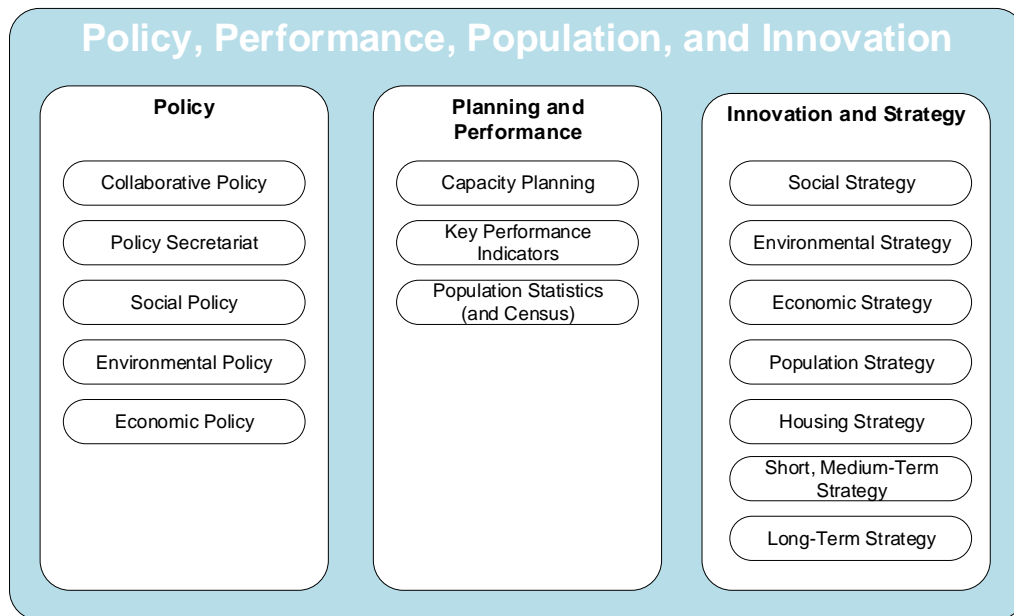 Policy, Performance, Population, and Innovation
Policy
Collaborative Policy
Policy Secretariat
Social Policy
Environmental Policy
Economic Policy
Planning and
Performance
Capacity Planning
Key Performance
Indicators
Population Statistics
(and Census)
Innovation and Strategy
Social Strategy
Environmental Strategy
Economic Strategy
Population Strategy
Housing Strategy
Short, Medium-Term
Strategy
Long-Term Strategy